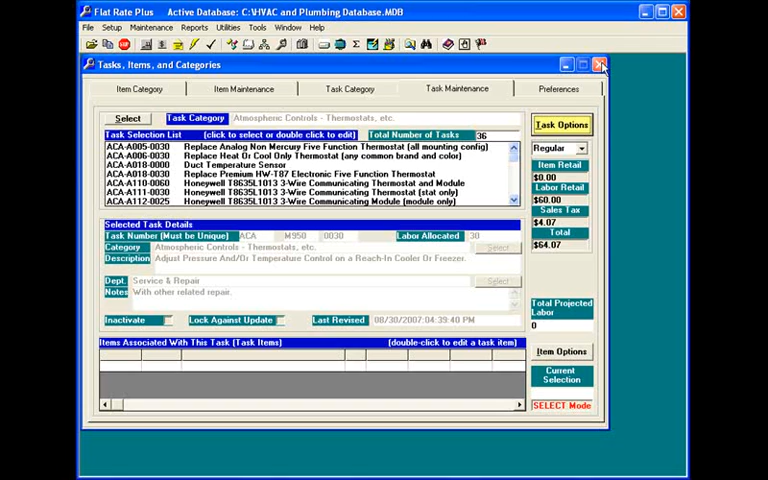 Flat Rate Plus    Active Database: C:\HVAC and Plumbing Database.MDB
File Setup Maintenance Reports Utilities Tools Window Help
Tasks, Items, and Categories
Item Category Item Maintenance Task Category Task Maintenance Preferences
Select Task Category Atmospheric Controls - Thermostats, etc.
Task Options
Task Selection List (click to select or double click to edit) Total Number of Tasks 36
ACA-A005-0030 Replace Analog Non Mercury Five Function Thermostat (all mounting config)
ACA-A006-0030 Replace Heat Or Cool Only Thermostat (any common brand and color)
ACA-A018-0000 Duct Temperature Sensor
ACA-A018-0030 Replace Premium HW-T87 Electronic Five Function Thermostat
ACA-A110-0060 Honeywell T8635L1013 3-Wire Communicating Thermostat and Module
ACA-A111-0030 Honeywell T8635L1013 3-Wire Communicating Thermostat (stat only)
ACA-A112-0025 Honeywell T8635L1013 3-Wire Communicating Module (module only)
Regular
Item Retail
$0.00
Labor Retail
$60.00
Sales Tax
$4.07
Total
$64.07
Selected Task Details
Task Number (Must be Unique) ACA M950 0030 Labor Allocated 30
Category Atmospheric Controls - Thermostats, etc. Select
Description Adjust Pressure And/Or Temperature Control on a Reach-In Cooler Or Freezer.
Dept. Service & Repair Select
Notes With other related repair.
Inactivate Lock Against Update Last Revised 08/30/2007:04:39:40 PM
Total Projected
Labor
0
Items Associated With This Task (Task Items) (double-click to edit a task item)
Item Options
Current
Selection
SELECT Mode